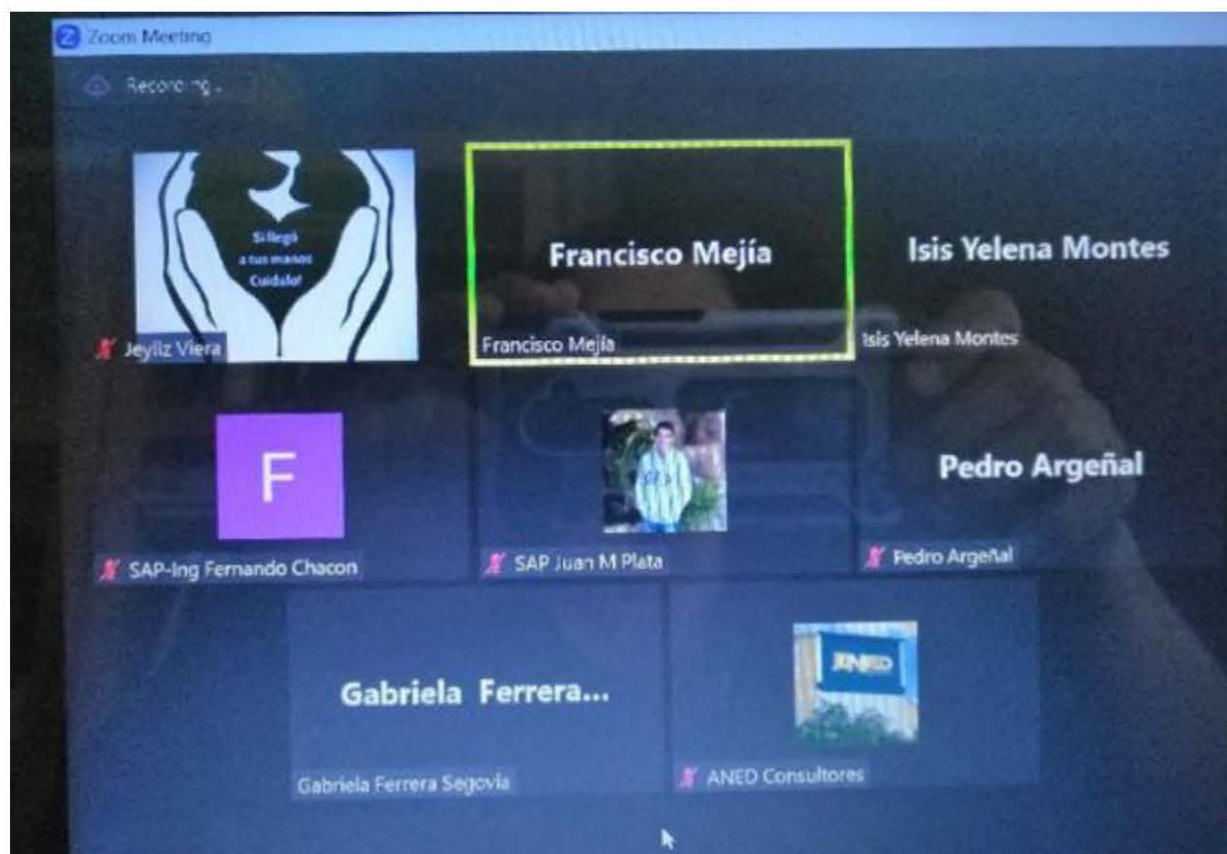 Zoom Meeting
Recording...
Si llegó
a tus manos
Cuidalo!
Jeyliz Viera
Francisco Mejía
Francisco Mejía
Isis Yelena Montes
Isis Yelena Montes
F
SAP-Ing Fernando Chacon
SAP Juan M Plata
Pedro Argeñal
Pedro Argeñal
Gabriela Ferrera...
Gabriela Ferrera Segovia
ANED
ANED Consultores